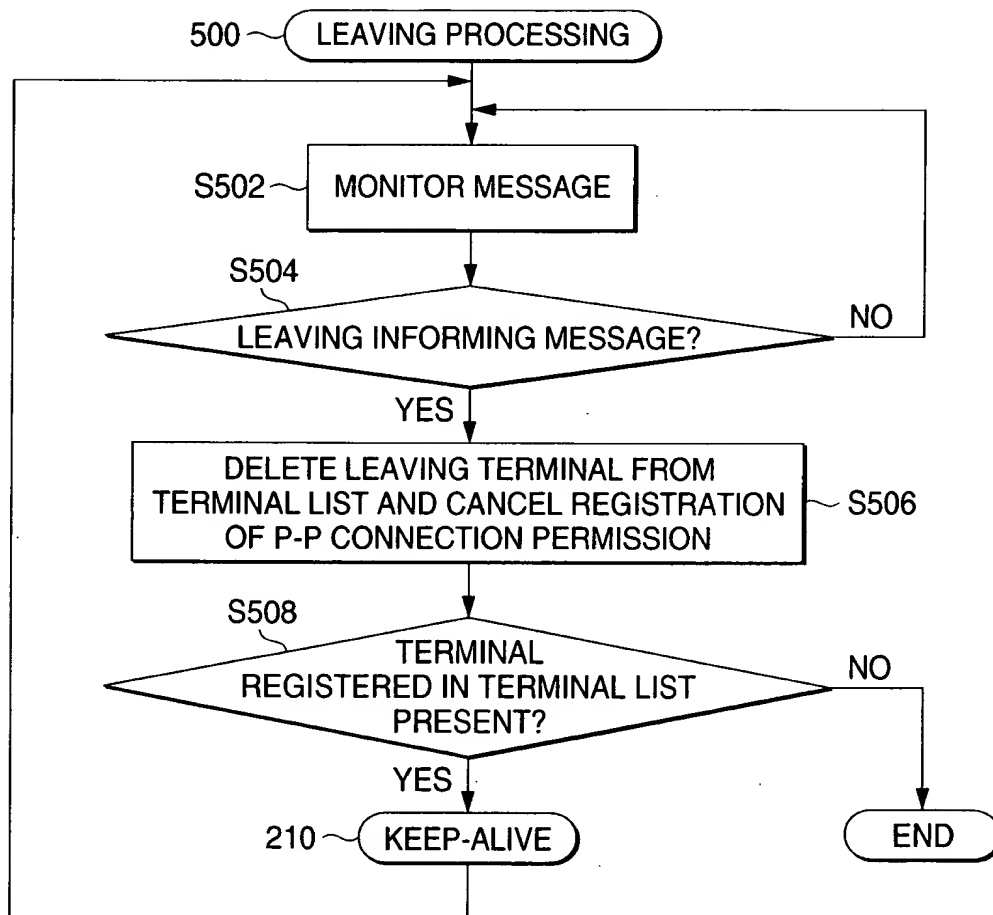 500
LEAVING PROCESSING
S502
MONITOR MESSAGE
S504
LEAVING INFORMING MESSAGE?
NO
YES
DELETE LEAVING TERMINAL FROM
TERMINAL LIST AND CANCEL REGISTRATION
OF P-P CONNECTION PERMISSION
S506
S508
TERMINAL
REGISTERED IN TERMINAL LIST
PRESENT?
NO
YES
210
KEEP-ALIVE
END